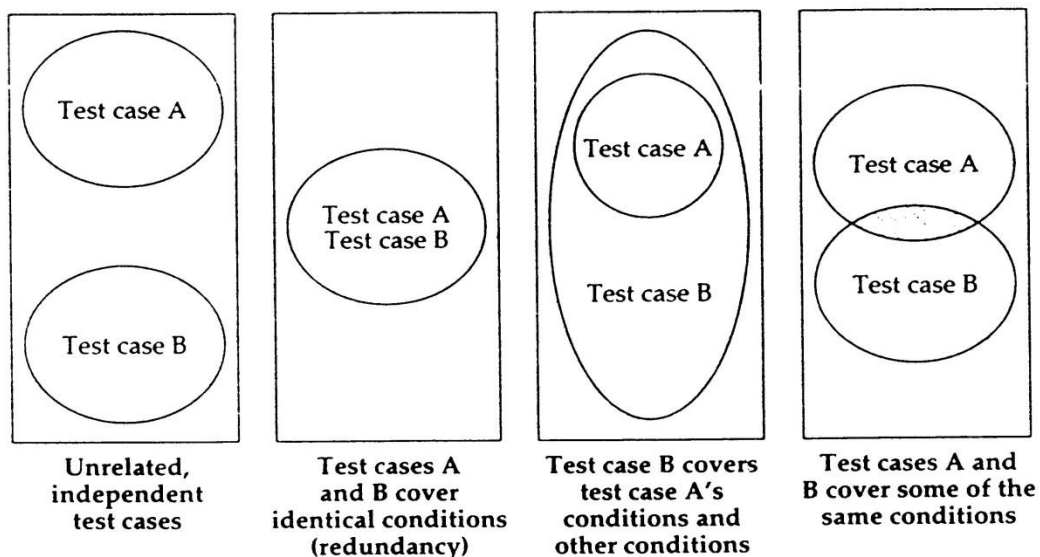 Test case A
Test case B
Unrelated,
independent
test cases
Test case A
Test case B
Test cases A
and B cover
identical conditions
(redundancy)
Test case A
Test case B
Test case B covers
test case A's
conditions and
other conditions
Test case A
Test case B
Test cases A and
B cover some of the
same conditions